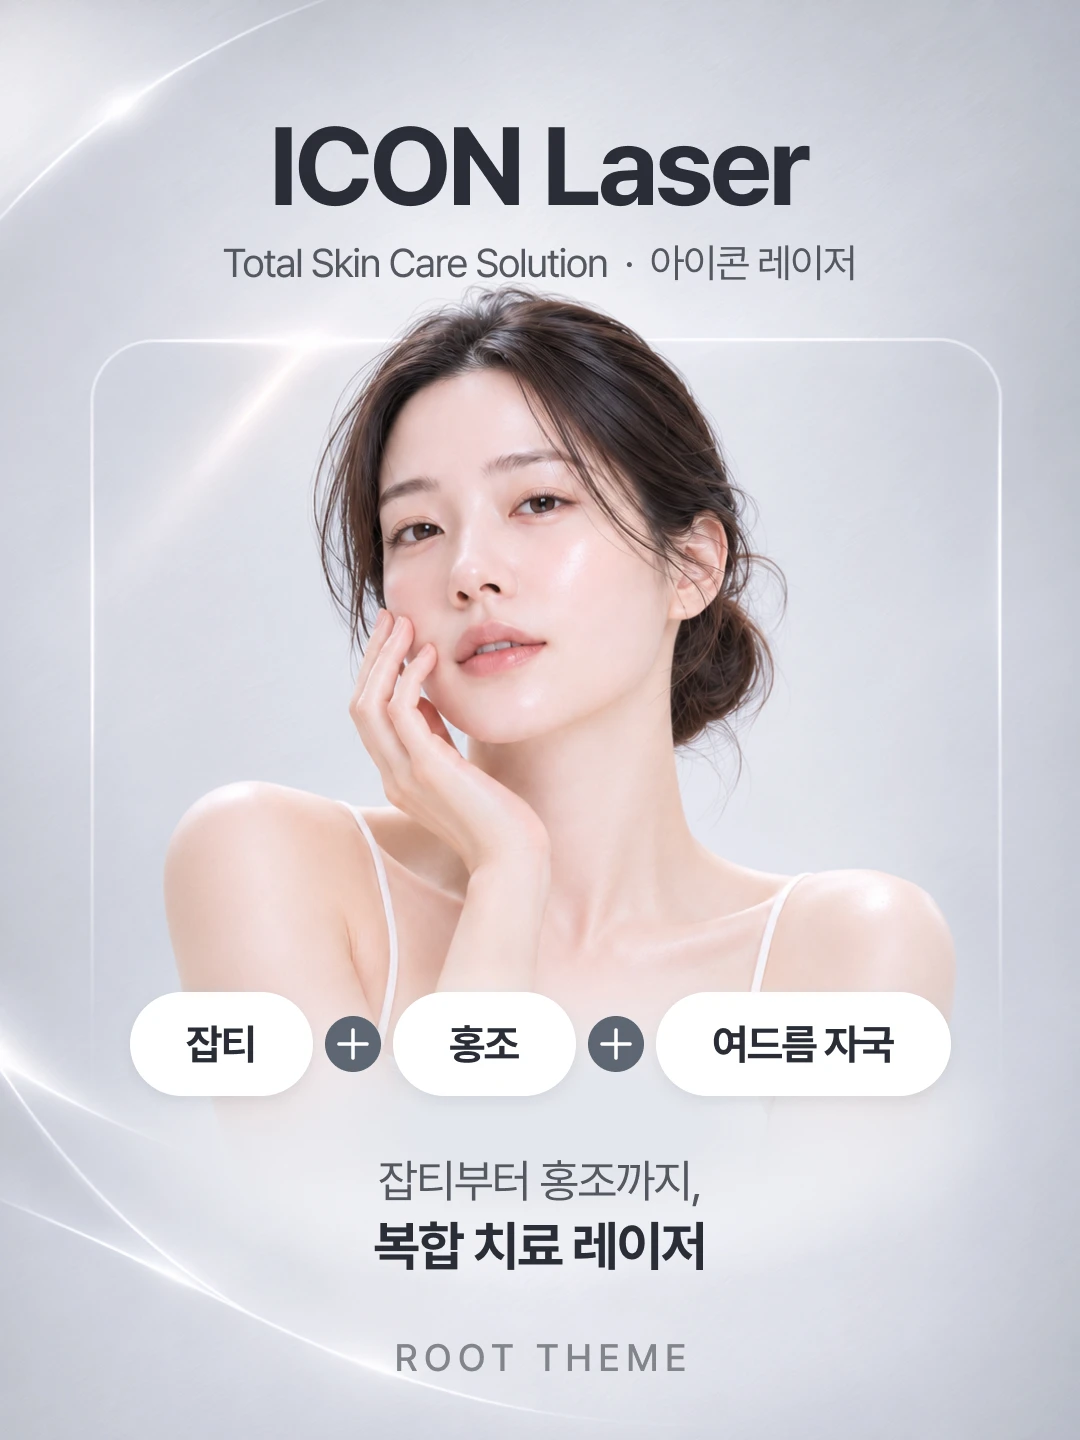 ICON Laser
Total Skin Care Solution · 아이콘 레이저
잡티 + 홍조 + 여드름 자국
잡티부터 홍조까지,
복합 치료 레이저
ROOT THEME